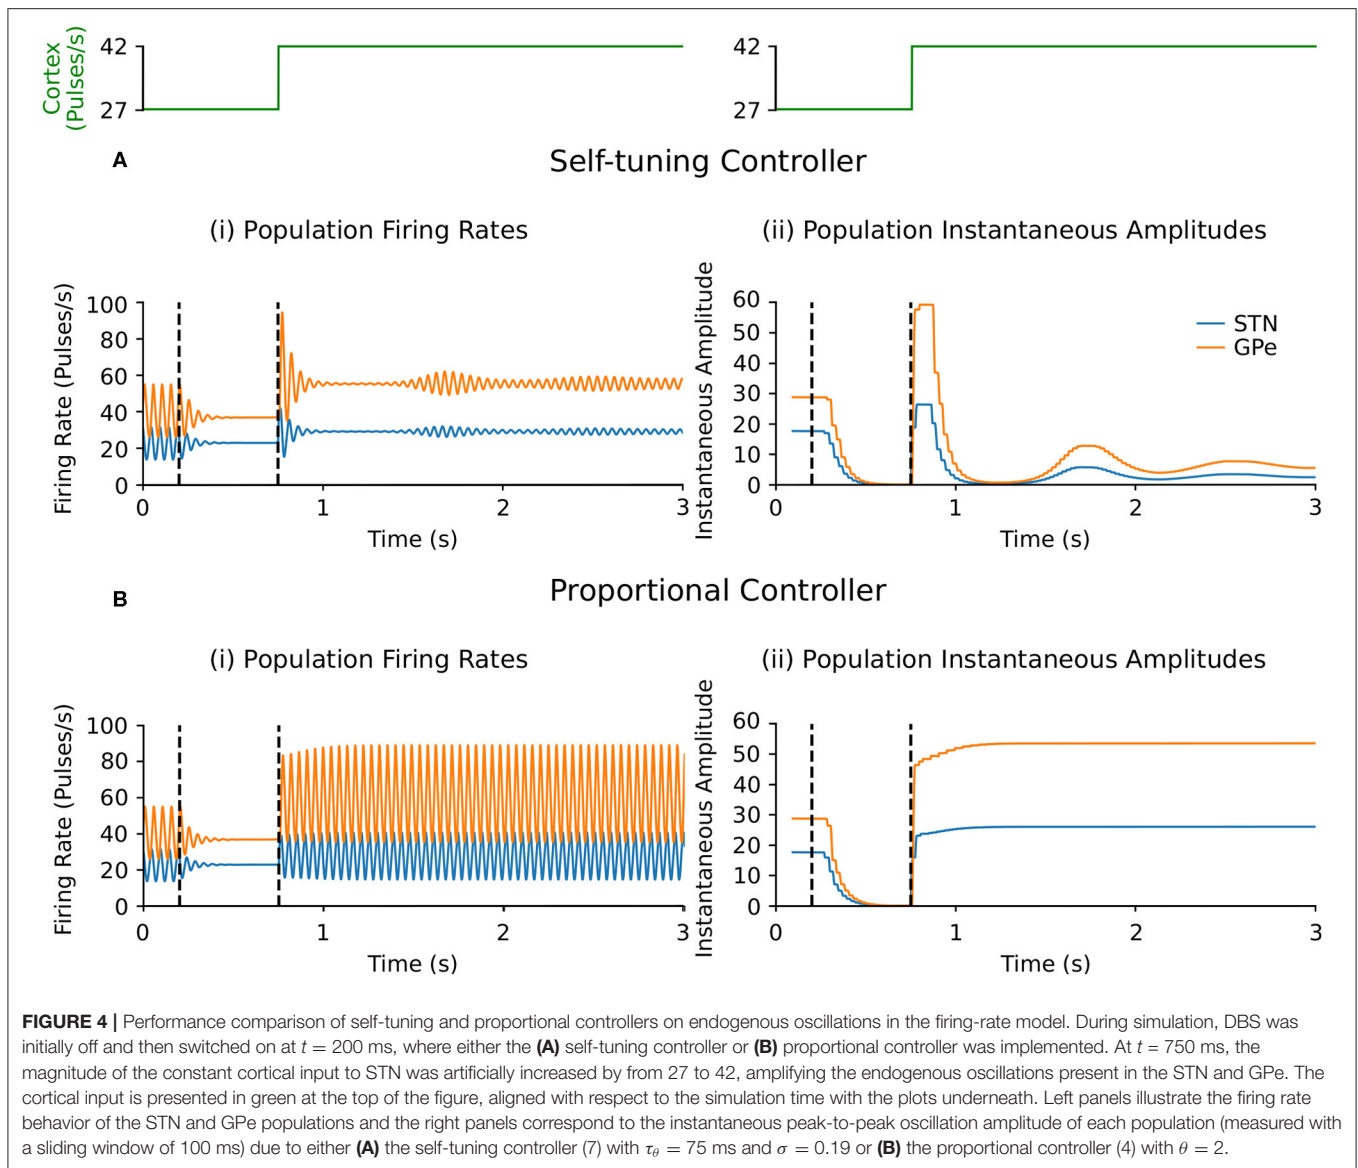 Cortex
(Pulses/s)
42
27
42
27
A
Self-tuning Controller
(i) Population Firing Rates
(ii) Population Instantaneous Amplitudes
Firing Rate (Pulses/s)
100
80
60
40
20
0
0 1 2 3
Time (s)
Instantaneous Amplitude
60
50
40
30
20
10
0
STN
GPe
0 1 2 3
Time (s)
B
Proportional Controller
(i) Population Firing Rates
(ii) Population Instantaneous Amplitudes
Firing Rate (Pulses/s)
100
80
60
40
20
0
0 1 2 3
Time (s)
Instantaneous Amplitude
60
50
40
30
20
10
0
0 1 2 3
Time (s)
FIGURE 4 | Performance comparison of self-tuning and proportional controllers on endogenous oscillations in the firing-rate model. During simulation, DBS was
initially off and then switched on at t = 200 ms, where either the (A) self-tuning controller or (B) proportional controller was implemented. At t = 750 ms, the
magnitude of the constant cortical input to STN was artificially increased by from 27 to 42, amplifying the endogenous oscillations present in the STN and GPe. The
cortical input is presented in green at the top of the figure, aligned with respect to the simulation time with the plots underneath. Left panels illustrate the firing rate
behavior of the STN and GPe populations and the right panels correspond to the instantaneous peak-to-peak oscillation amplitude of each population (measured with
a sliding window of 100 ms) due to either (A) the self-tuning controller (7) with τθ = 75 ms and σ = 0.19 or (B) the proportional controller (4) with θ = 2.